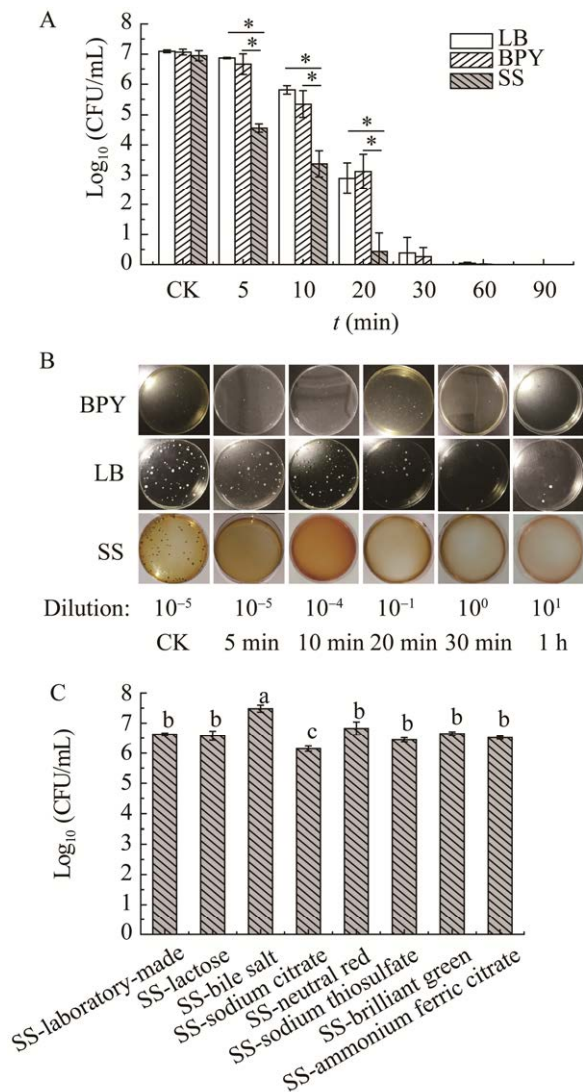 A
LB
BPY
SS
Log₁₀ (CFU/mL)
8
7
6
5
4
3
2
1
0
* * * * * *
CK 5 10 20 30 60 90
t (min)
B
BPY
LB
SS
Dilution: 10⁻⁵ 10⁻⁵ 10⁻⁴ 10⁻¹ 10⁰ 10¹
CK 5 min 10 min 20 min 30 min 1 h
C
Log₁₀ (CFU/mL)
8
7
6
5
4
3
2
1
0
b b a c b b b b
SS-laboratory-made
SS-lactose
SS-bile salt
SS-sodium citrate
SS-neutral red
SS-sodium thiosulfate
SS-brilliant green
SS-ammonium ferric citrate